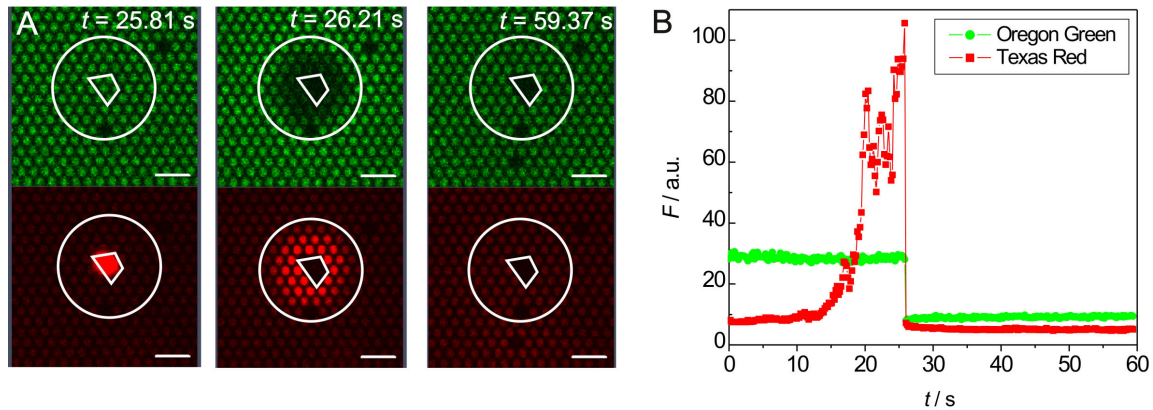 A
t = 25.81 s
t = 26.21 s
t = 59.37 s
B
Oregon Green
Texas Red
F / a.u.
100
80
60
40
20
0
0 10 20 30 40 50 60
t / s